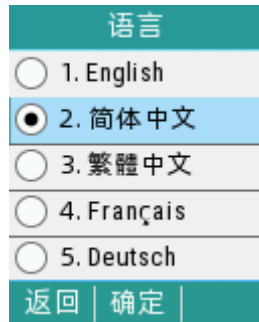 语言
1. English
2. 简体中文
3. 繁體中文
4. Français
5. Deutsch
返回 | 确定 |